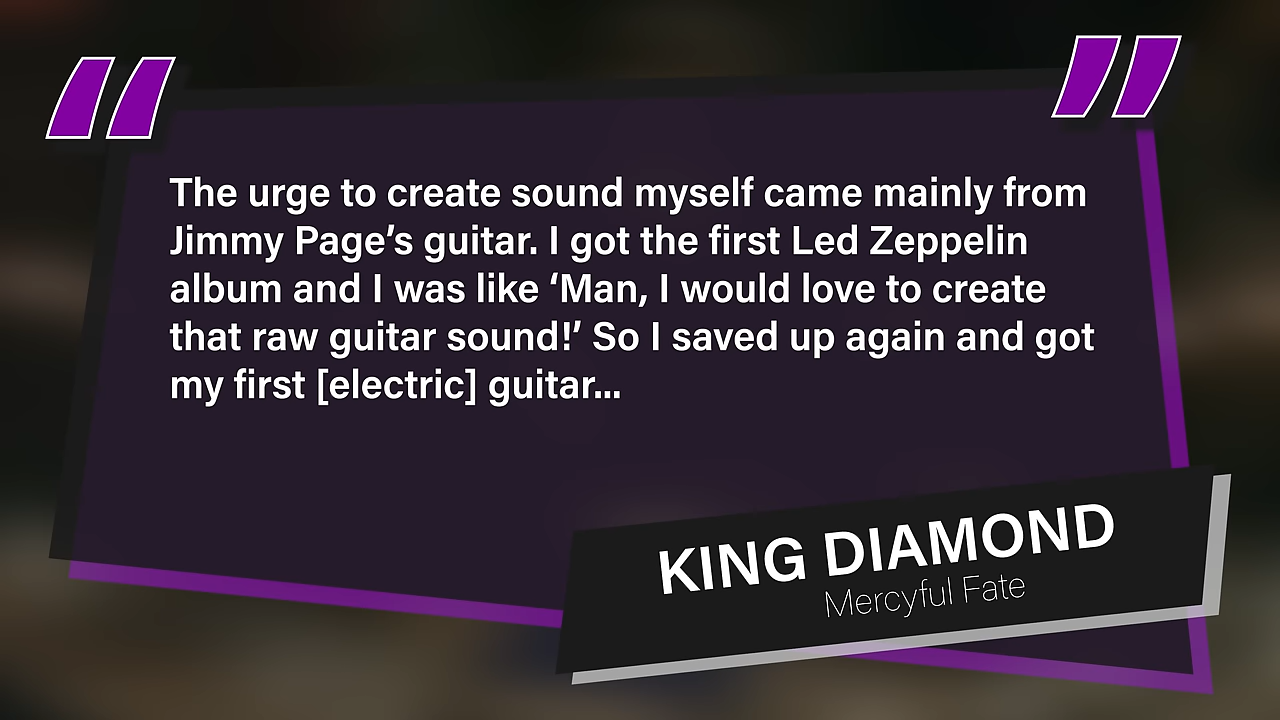 “ ”
The urge to create sound myself came mainly from
Jimmy Page’s guitar. I got the first Led Zeppelin
album and I was like ‘Man, I would love to create
that raw guitar sound!’ So I saved up again and got
my first [electric] guitar...
KING DIAMOND
Mercyful Fate